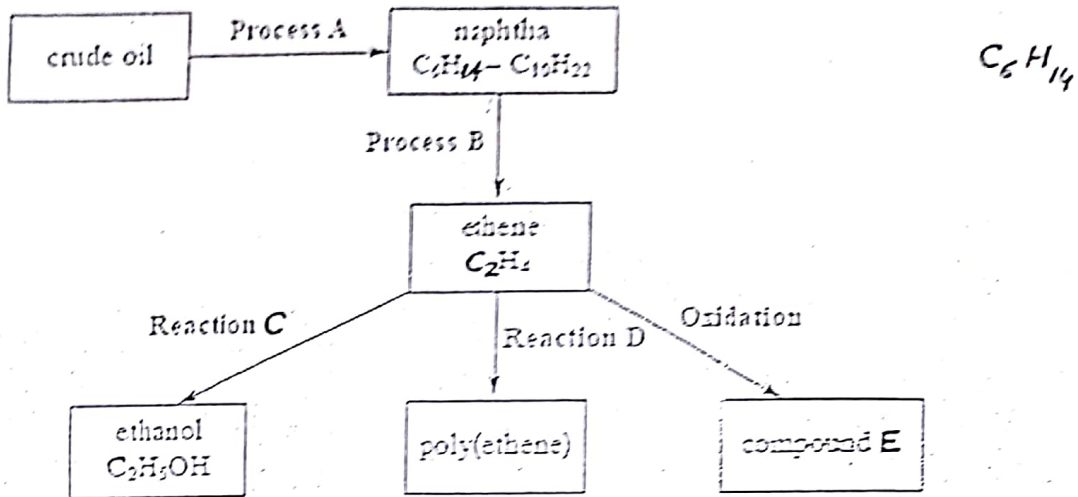 Process A
crude oil
naphtha
C₆H₁₄ – C₁₀H₂₂
C₆H₁₄
Process B
ethene
C₂H₄
Reaction C
Reaction D
Oxidation
ethanol
C₂H₅OH
poly(ethene)
compound E